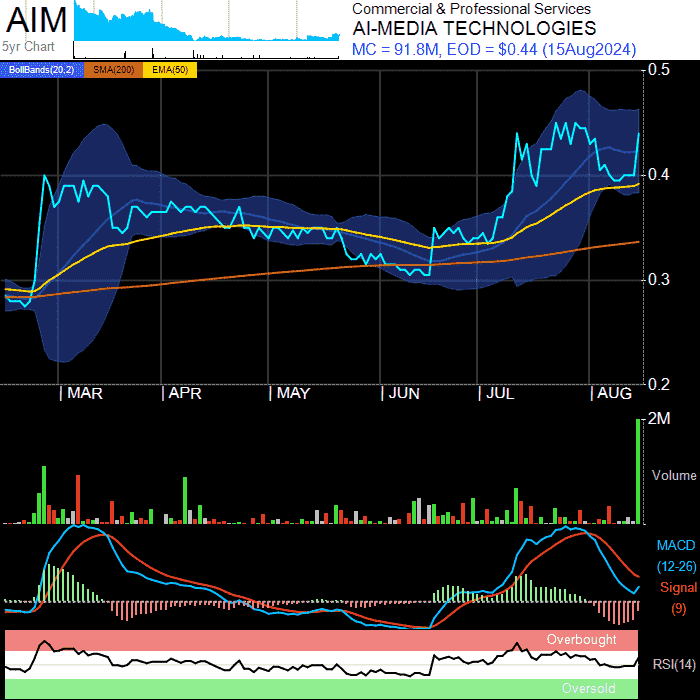 AIM
5yr Chart
Commercial & Professional Services
AI-MEDIA TECHNOLOGIES
MC = 91.8M, EOD = $0.44 (15Aug2024)
BollBands(20,2) SMA(200) EMA(50)
0.5
0.4
0.3
0.2
MAR APR MAY JUN JUL AUG
2M
Volume
MACD
(12-26)
Signal
(9)
Overbought
RSI(14)
Oversold